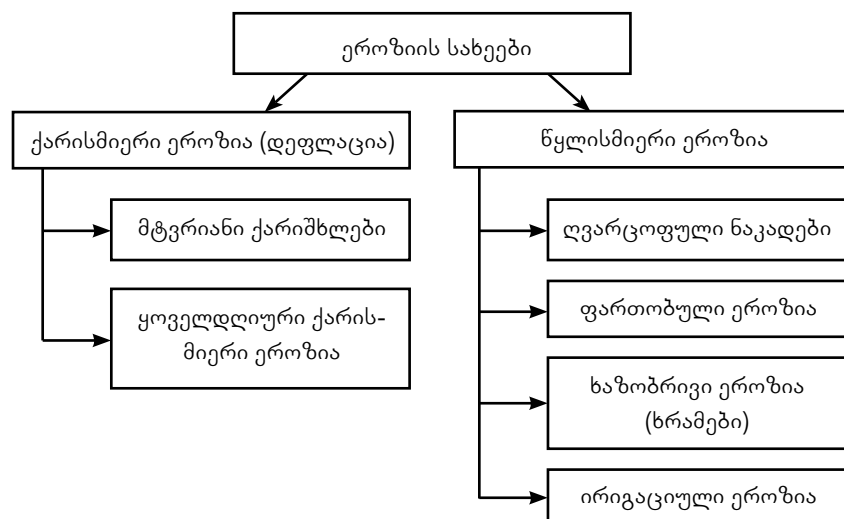 ეროზიის სახეები
ქარისმიერი ეროზია (დეფლაცია)
მტვრიანი ქარიშხლები
ყოველდღიური ქარის-
მიერი ეროზია
წყლისმიერი ეროზია
ღვარცოფული ნაკადები
ფართობული ეროზია
ხაზობრივი ეროზია
(ხრამები)
ირიგაციული ეროზია